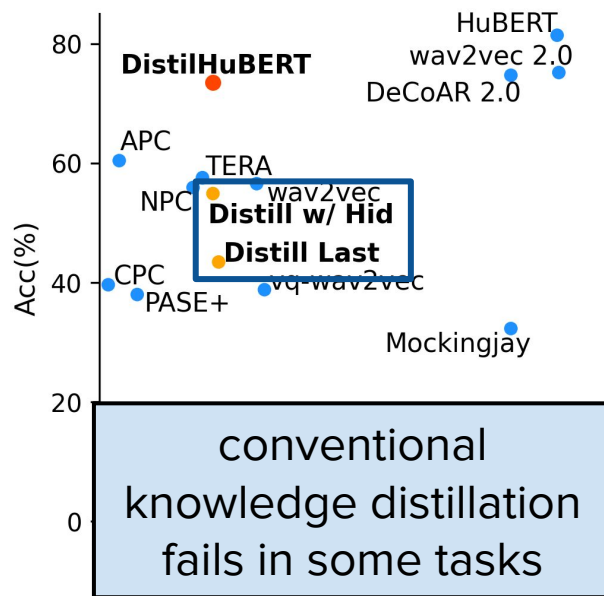 HuBERT
80
wav2vec 2.0
DistilHuBERT
DeCoAR 2.0
APC
60
TERA
NPC
wav2vec
Distill w/ Hid
Distill Last
Acc(%)
40
CPC
vq-wav2vec
PASE+
Mockingjay
20
conventional
knowledge distillation
0
fails in some tasks